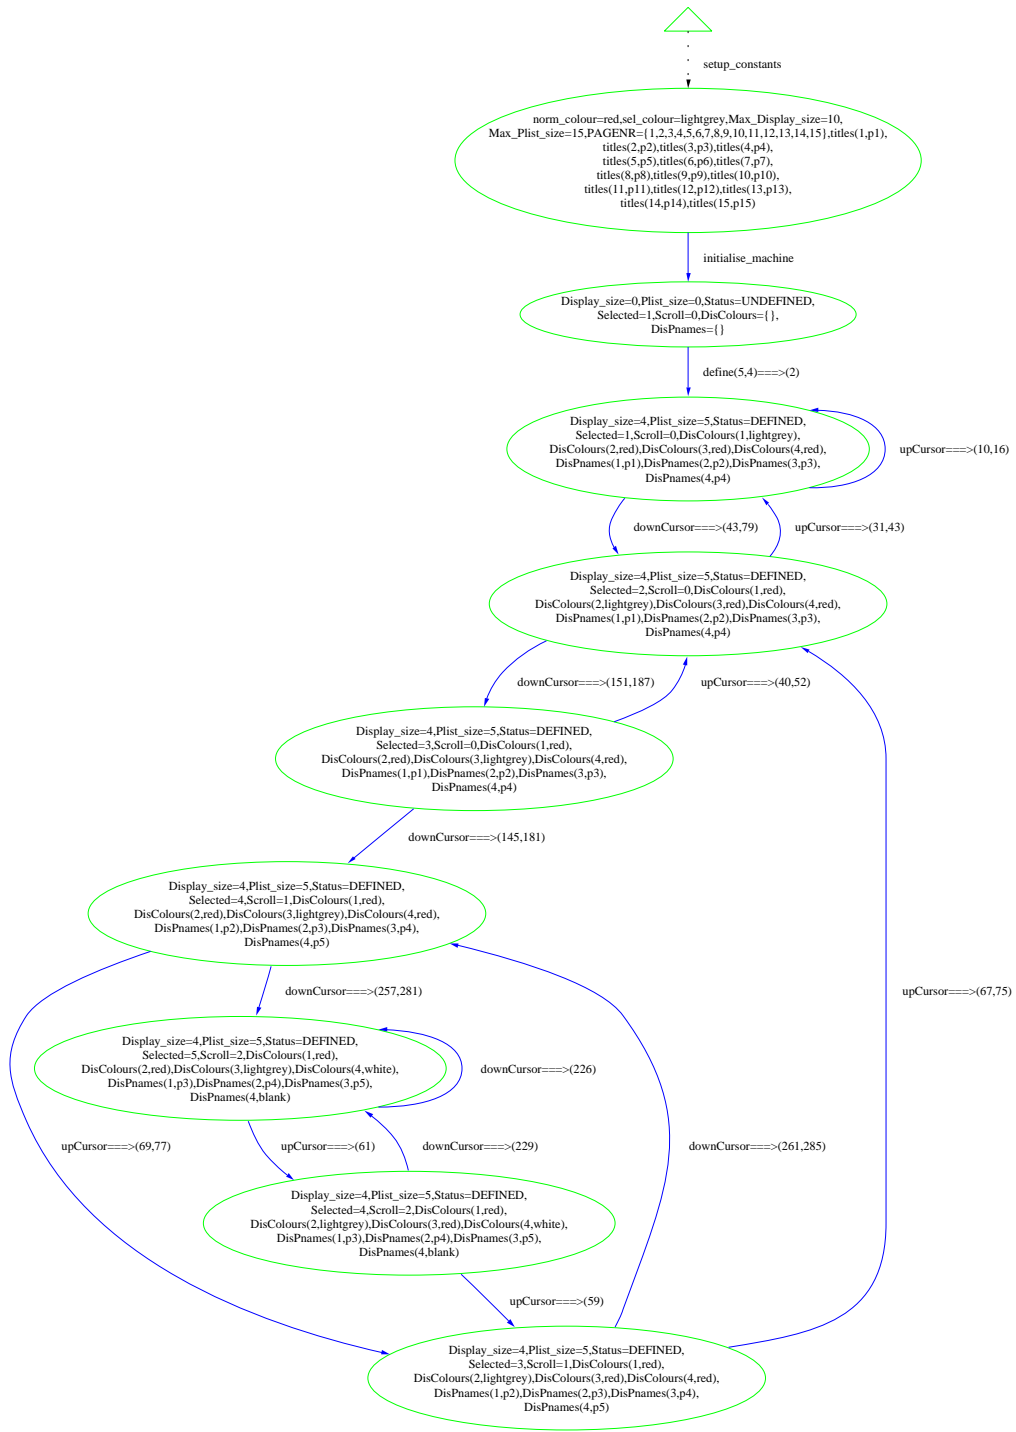 setup_constants
norm_colour=red,sel_colour=lightgrey,Max_Display_size=10,
Max_Plist_size=15,PAGENR={1,2,3,4,5,6,7,8,9,10,11,12,13,14,15},titles(1,p1),
titles(2,p2),titles(3,p3),titles(4,p4),
titles(5,p5),titles(6,p6),titles(7,p7),
titles(8,p8),titles(9,p9),titles(10,p10),
titles(11,p11),titles(12,p12),titles(13,p13),
titles(14,p14),titles(15,p15)
initialise_machine
Display_size=0,Plist_size=0,Status=UNDEFINED,
Selected=1,Scroll=0,DisColours={},
DisPnames={}
define(5,4)===>(2)
Display_size=4,Plist_size=5,Status=DEFINED,
Selected=1,Scroll=0,DisColours(1,lightgrey),
DisColours(2,red),DisColours(3,red),DisColours(4,red),
DisPnames(1,p1),DisPnames(2,p2),DisPnames(3,p3),
DisPnames(4,p4)
upCursor===>(10,16)
downCursor===>(43,79)
upCursor===>(31,43)
Display_size=4,Plist_size=5,Status=DEFINED,
Selected=2,Scroll=0,DisColours(1,red),
DisColours(2,lightgrey),DisColours(3,red),DisColours(4,red),
DisPnames(1,p1),DisPnames(2,p2),DisPnames(3,p3),
DisPnames(4,p4)
downCursor===>(151,187)
upCursor===>(40,52)
Display_size=4,Plist_size=5,Status=DEFINED,
Selected=3,Scroll=0,DisColours(1,red),
DisColours(2,red),DisColours(3,lightgrey),DisColours(4,red),
DisPnames(1,p1),DisPnames(2,p2),DisPnames(3,p3),
DisPnames(4,p4)
downCursor===>(145,181)
Display_size=4,Plist_size=5,Status=DEFINED,
Selected=4,Scroll=1,DisColours(1,red),
DisColours(2,red),DisColours(3,lightgrey),DisColours(4,red),
DisPnames(1,p2),DisPnames(2,p3),DisPnames(3,p4),
DisPnames(4,p5)
downCursor===>(257,281)
upCursor===>(67,75)
Display_size=4,Plist_size=5,Status=DEFINED,
Selected=5,Scroll=2,DisColours(1,red),
DisColours(2,red),DisColours(3,lightgrey),DisColours(4,white),
DisPnames(1,p3),DisPnames(2,p4),DisPnames(3,p5),
DisPnames(4,blank)
downCursor===>(226)
upCursor===>(69,77)
upCursor===>(61)
downCursor===>(229)
downCursor===>(261,285)
Display_size=4,Plist_size=5,Status=DEFINED,
Selected=4,Scroll=2,DisColours(1,red),
DisColours(2,lightgrey),DisColours(3,red),DisColours(4,white),
DisPnames(1,p3),DisPnames(2,p4),DisPnames(3,p5),
DisPnames(4,blank)
upCursor===>(59)
Display_size=4,Plist_size=5,Status=DEFINED,
Selected=3,Scroll=1,DisColours(1,red),
DisColours(2,lightgrey),DisColours(3,red),DisColours(4,red),
DisPnames(1,p2),DisPnames(2,p3),DisPnames(3,p4),
DisPnames(4,p5)